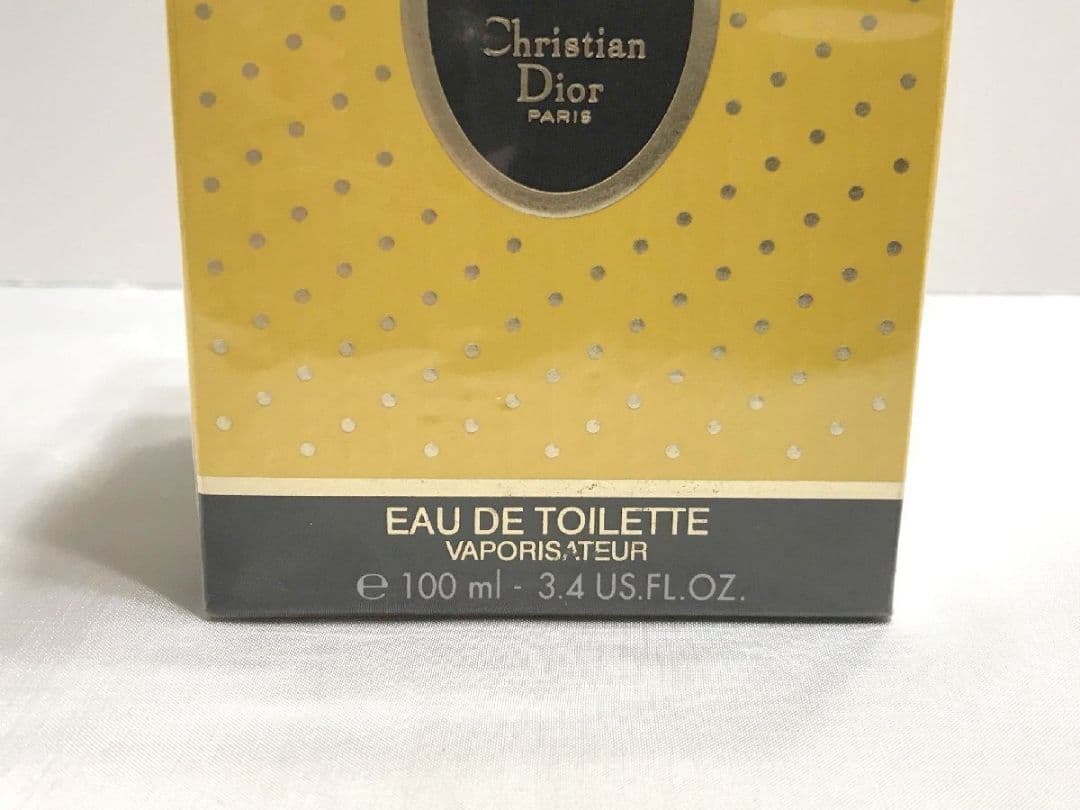 Christian
Dior
PARIS
EAU DE TOILETTE
VAPORISATEUR
℮ 100 ml - 3.4 US.FL.OZ.